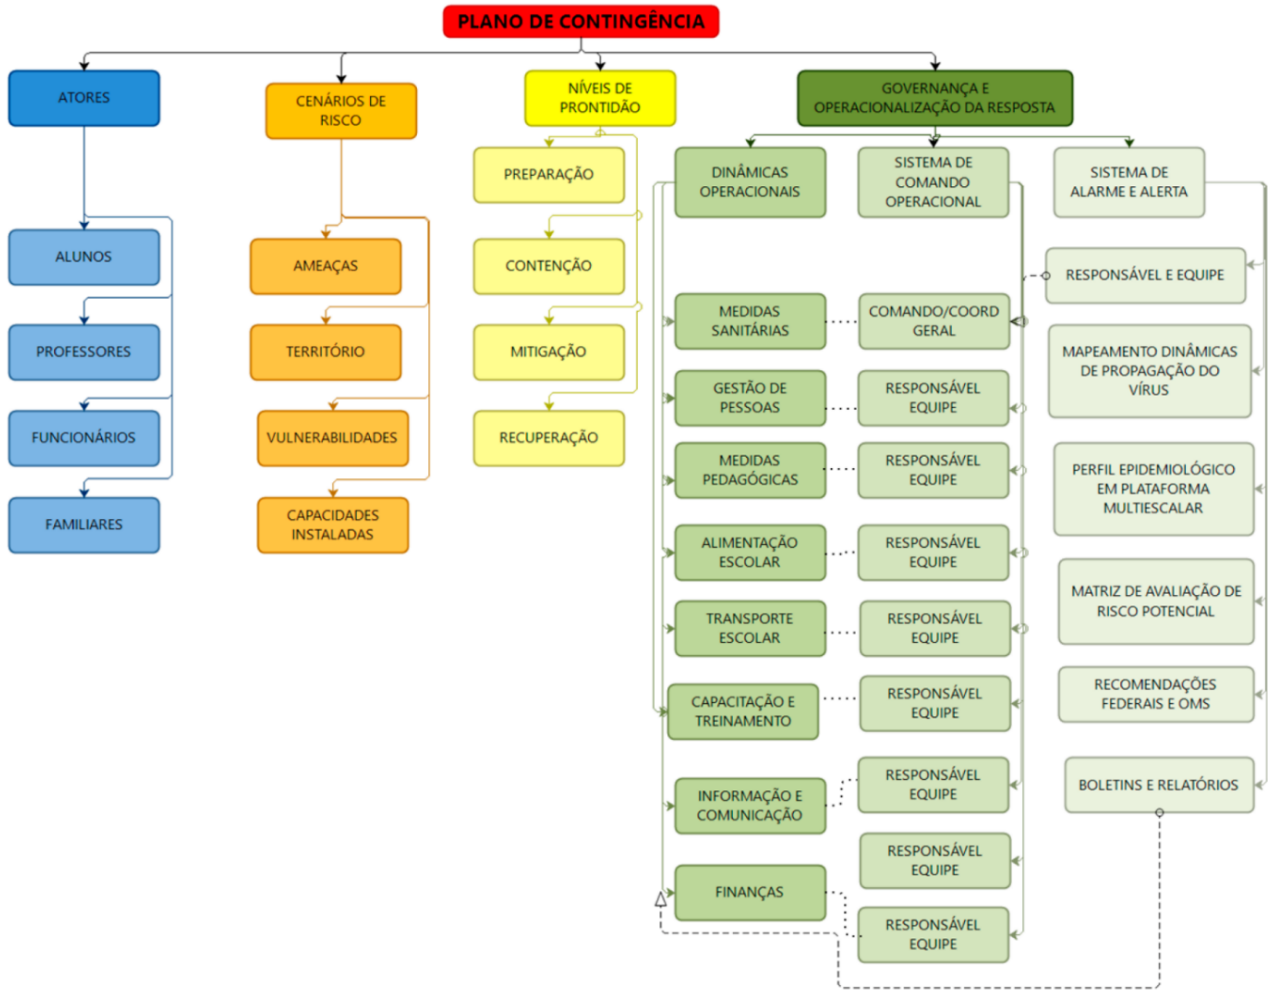 PLANO DE CONTINGÊNCIA
ATORES
ALUNOS
PROFESSORES
FUNCIONÁRIOS
FAMILIARES
CENÁRIOS DE
RISCO
AMEAÇAS
TERRITÓRIO
VULNERABILIDADES
CAPACIDADES
INSTALADAS
NÍVEIS DE
PRONTIDÃO
PREPARAÇÃO
CONTENÇÃO
MITIGAÇÃO
RECUPERAÇÃO
GOVERNANÇA E
OPERACIONALIZAÇÃO DA RESPOSTA
DINÂMICAS
OPERACIONAIS
MEDIDAS
SANITÁRIAS
GESTÃO DE
PESSOAS
MEDIDAS
PEDAGÓGICAS
ALIMENTAÇÃO
ESCOLAR
TRANSPORTE
ESCOLAR
CAPACITAÇÃO E
TREINAMENTO
INFORMAÇÃO E
COMUNICAÇÃO
FINANÇAS
SISTEMA DE
COMANDO
OPERACIONAL
COMANDO/COORD
GERAL
RESPONSÁVEL
EQUIPE
RESPONSÁVEL
EQUIPE
RESPONSÁVEL
EQUIPE
RESPONSÁVEL
EQUIPE
RESPONSÁVEL
EQUIPE
RESPONSÁVEL
EQUIPE
RESPONSÁVEL
EQUIPE
RESPONSÁVEL
EQUIPE
SISTEMA DE
ALARME E ALERTA
RESPONSÁVEL E EQUIPE
MAPEAMENTO DINÂMICAS
DE PROPAGAÇÃO DO
VÍRUS
PERFIL EPIDEMIOLÓGICO
EM PLATAFORMA
MULTIESCALAR
MATRIZ DE AVALIAÇÃO DE
RISCO POTENCIAL
RECOMENDAÇÕES
FEDERAIS E OMS
BOLETINS E RELATÓRIOS